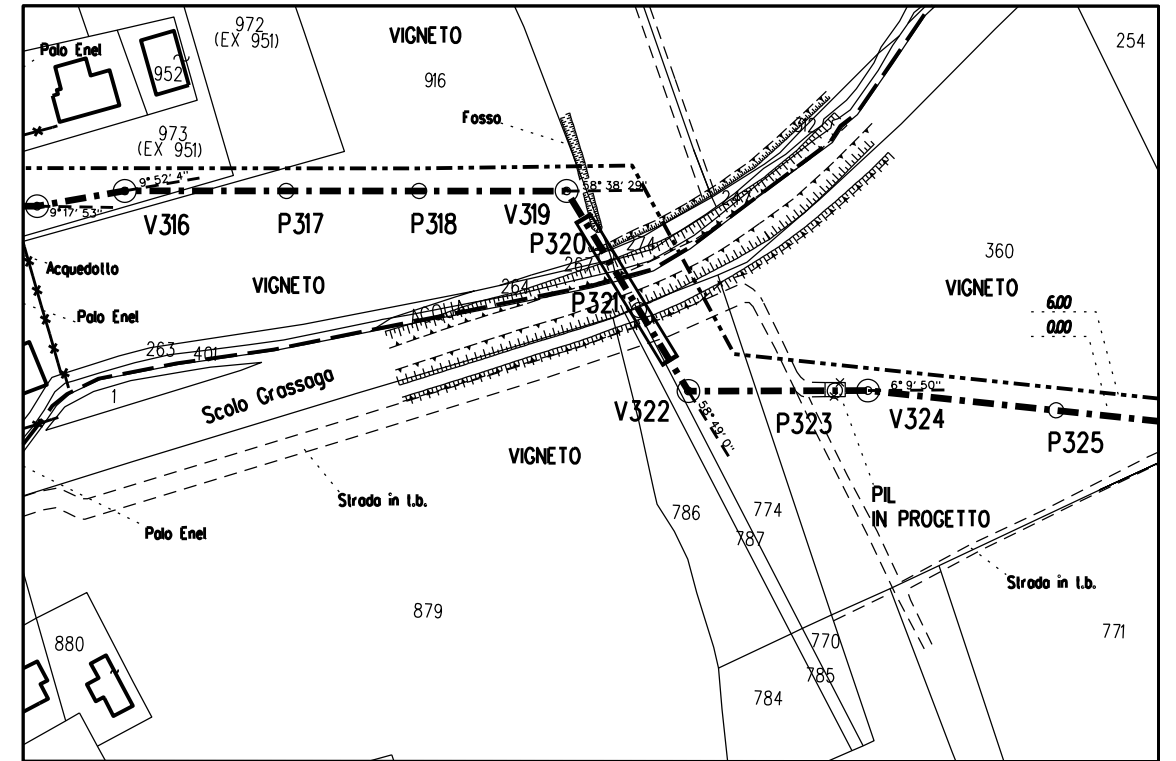 972
(EX 951)
VIGNETO
254
Palo Enel
952
916
Fosso
973
(EX 951)
9° 52' 4"
58° 38' 29"
9° 17' 53"
V316
P317
P318
V319
P320
274
360
267
Acquedollo
VIGNETO
264
VIGNETO
P321
6.00
ACQUA
Palo Enel
0.00
263
401
1
Scolo Grassaga
6° 9' 50"
V322
58° 49' 0"
P323
V324
P325
VIGNETO
Strada in t.b.
PIL
IN PROGETTO
786
774
Palo Enel
787
Strada in t.b.
879
771
880
770
785
784